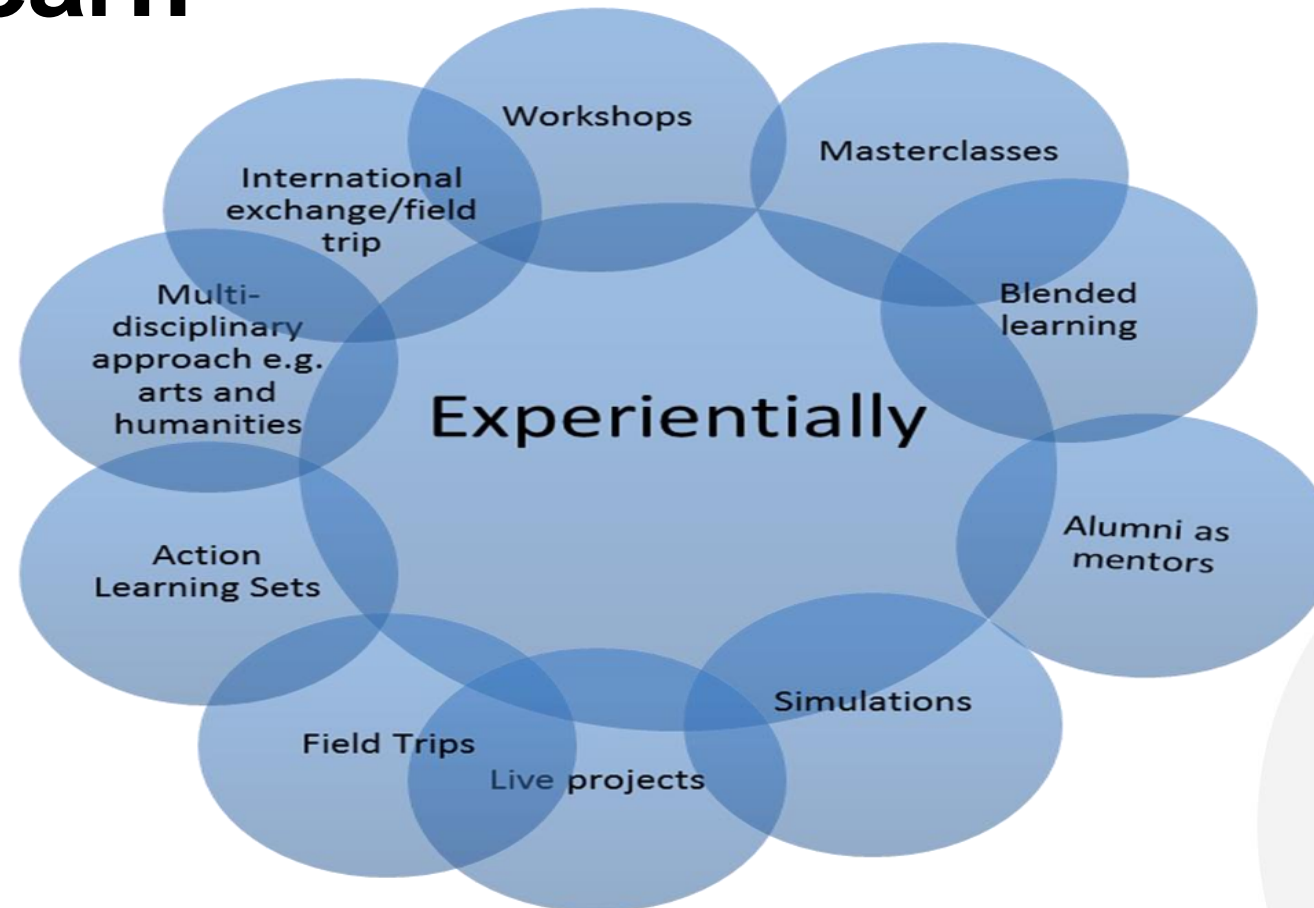 earn
Workshops
Masterclasses
Blended
learning
Alumni as
mentors
Simulations
Live projects
Field Trips
Action
Learning Sets
Multi-
disciplinary
approach e.g.
arts and
humanities
International
exchange/field
trip
Experientially